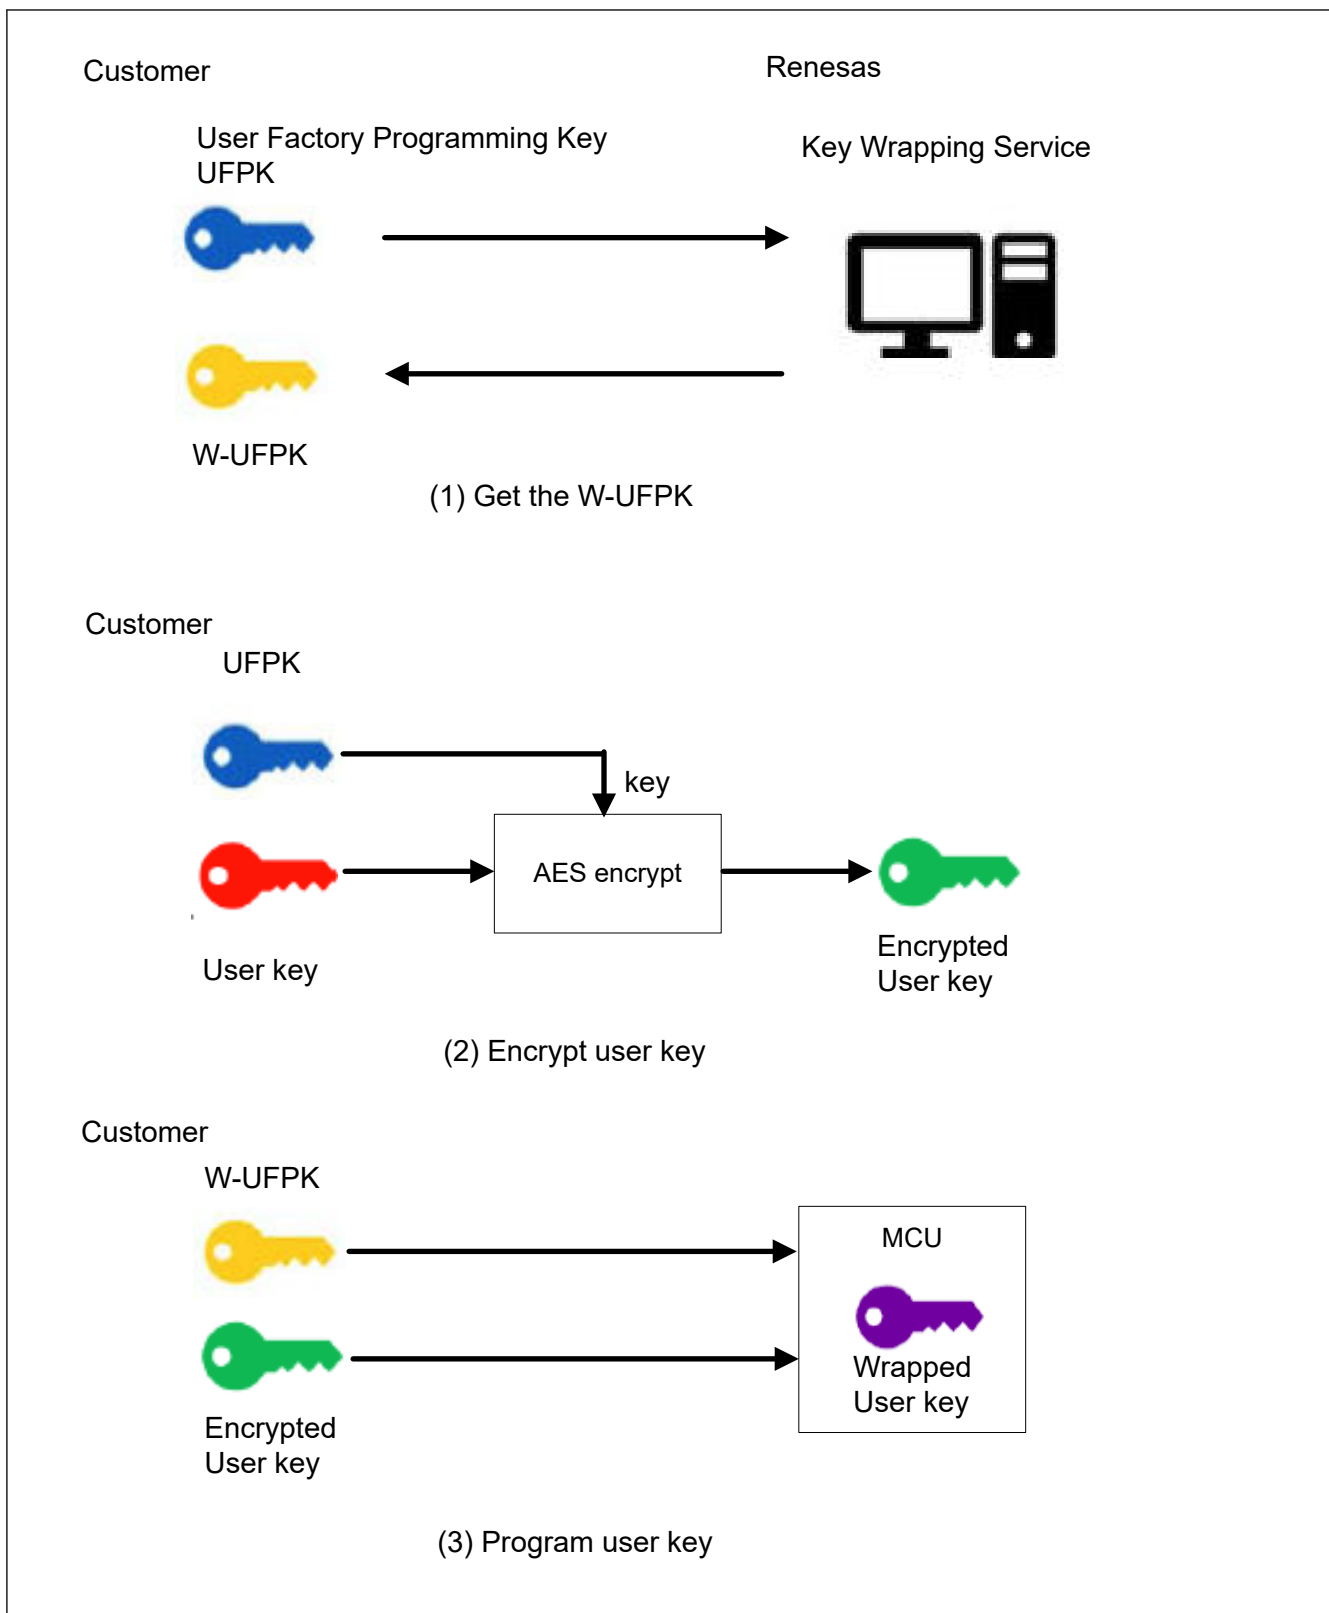 Customer
Renesas
User Factory Programming Key
UFPK
Key Wrapping Service
W-UFPK
(1) Get the W-UFPK
Customer
UFPK
key
AES encrypt
User key
Encrypted
User key
(2) Encrypt user key
Customer
W-UFPK
MCU
Wrapped
User key
Encrypted
User key
(3) Program user key